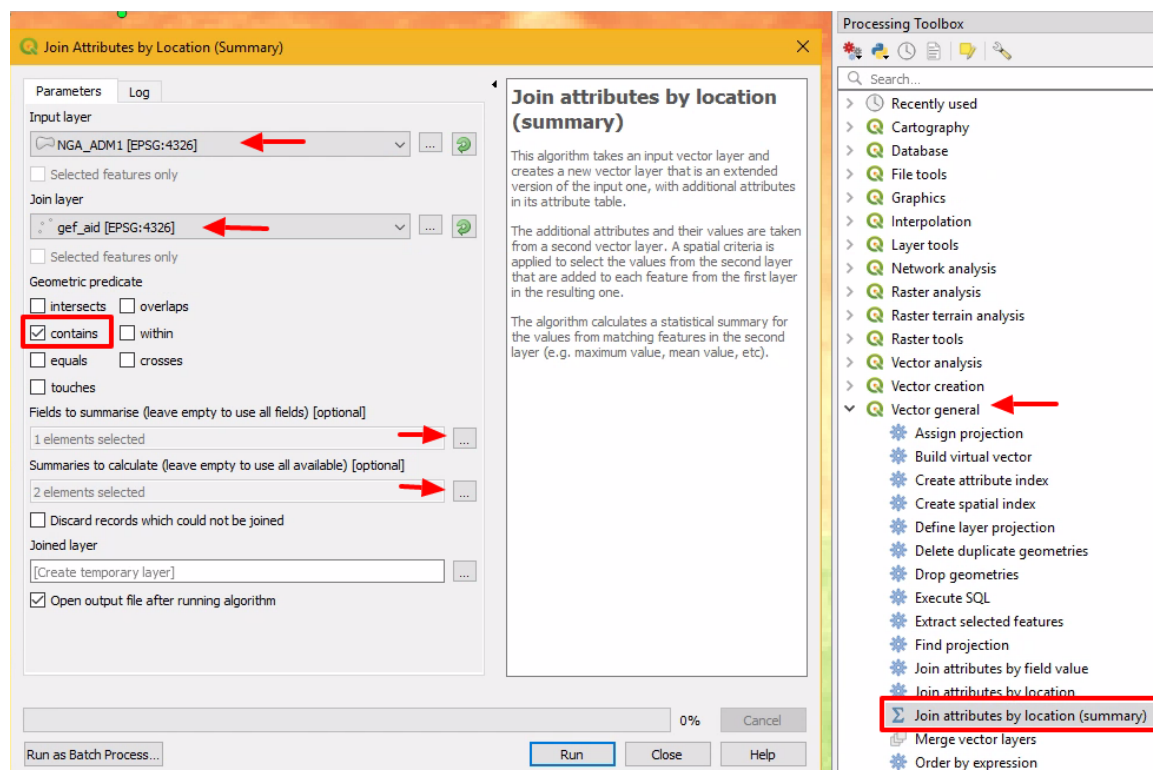 Join Attributes by Location (Summary)
Parameters
Log
Input layer
NGA_ADM1 [EPSG:4326]
...
Selected features only
Join layer
gef_aid [EPSG:4326]
...
Selected features only
Geometric predicate
intersects
overlaps
contains
within
equals
crosses
touches
Fields to summarise (leave empty to use all fields) [optional]
1 elements selected
...
Summaries to calculate (leave empty to use all available) [optional]
2 elements selected
...
Discard records which could not be joined
Joined layer
[Create temporary layer]
...
Open output file after running algorithm
Join attributes by location
(summary)
This algorithm takes an input vector layer and
creates a new vector layer that is an extended
version of the input one, with additional attributes
in its attribute table.
The additional attributes and their values are taken
from a second vector layer. A spatial criteria is
applied to select the values from the second layer
that are added to each feature from the first layer
in the resulting one.
The algorithm calculates a statistical summary for
the values from matching features in the second
layer (e.g. maximum value, mean value, etc).
0%
Cancel
Run as Batch Process...
Run
Close
Help
Processing Toolbox
Search...
Recently used
Cartography
Database
File tools
Graphics
Interpolation
Layer tools
Network analysis
Raster analysis
Raster terrain analysis
Raster tools
Vector analysis
Vector creation
Vector general
Assign projection
Build virtual vector
Create attribute index
Create spatial index
Define layer projection
Delete duplicate geometries
Drop geometries
Execute SQL
Extract selected features
Find projection
Join attributes by field value
Join attributes by location
Join attributes by location (summary)
Merge vector layers
Order by expression